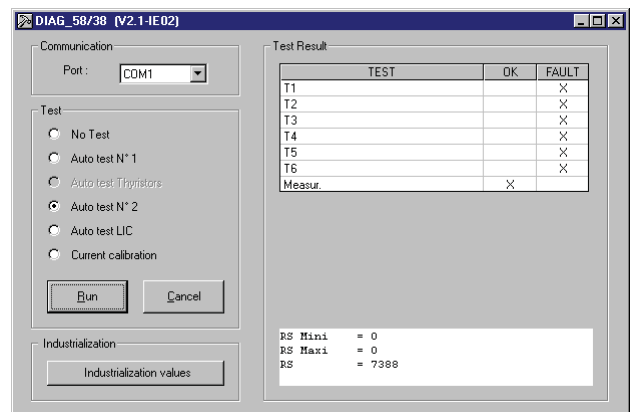 DIAG_58/38 (V2.1-IE02)
Communication
Port :
COM1
Test
No Test
Auto test N° 1
Auto test Thyristors
Auto test N° 2
Auto test LIC
Current calibration
Run
Cancel
Industrialization
Industrialization values
Test Result
TEST OK FAULT
T1 X
T2 X
T3 X
T4 X
T5 X
T6 X
Measur. X
RS Mini = 0
RS Maxi = 0
RS = 7388